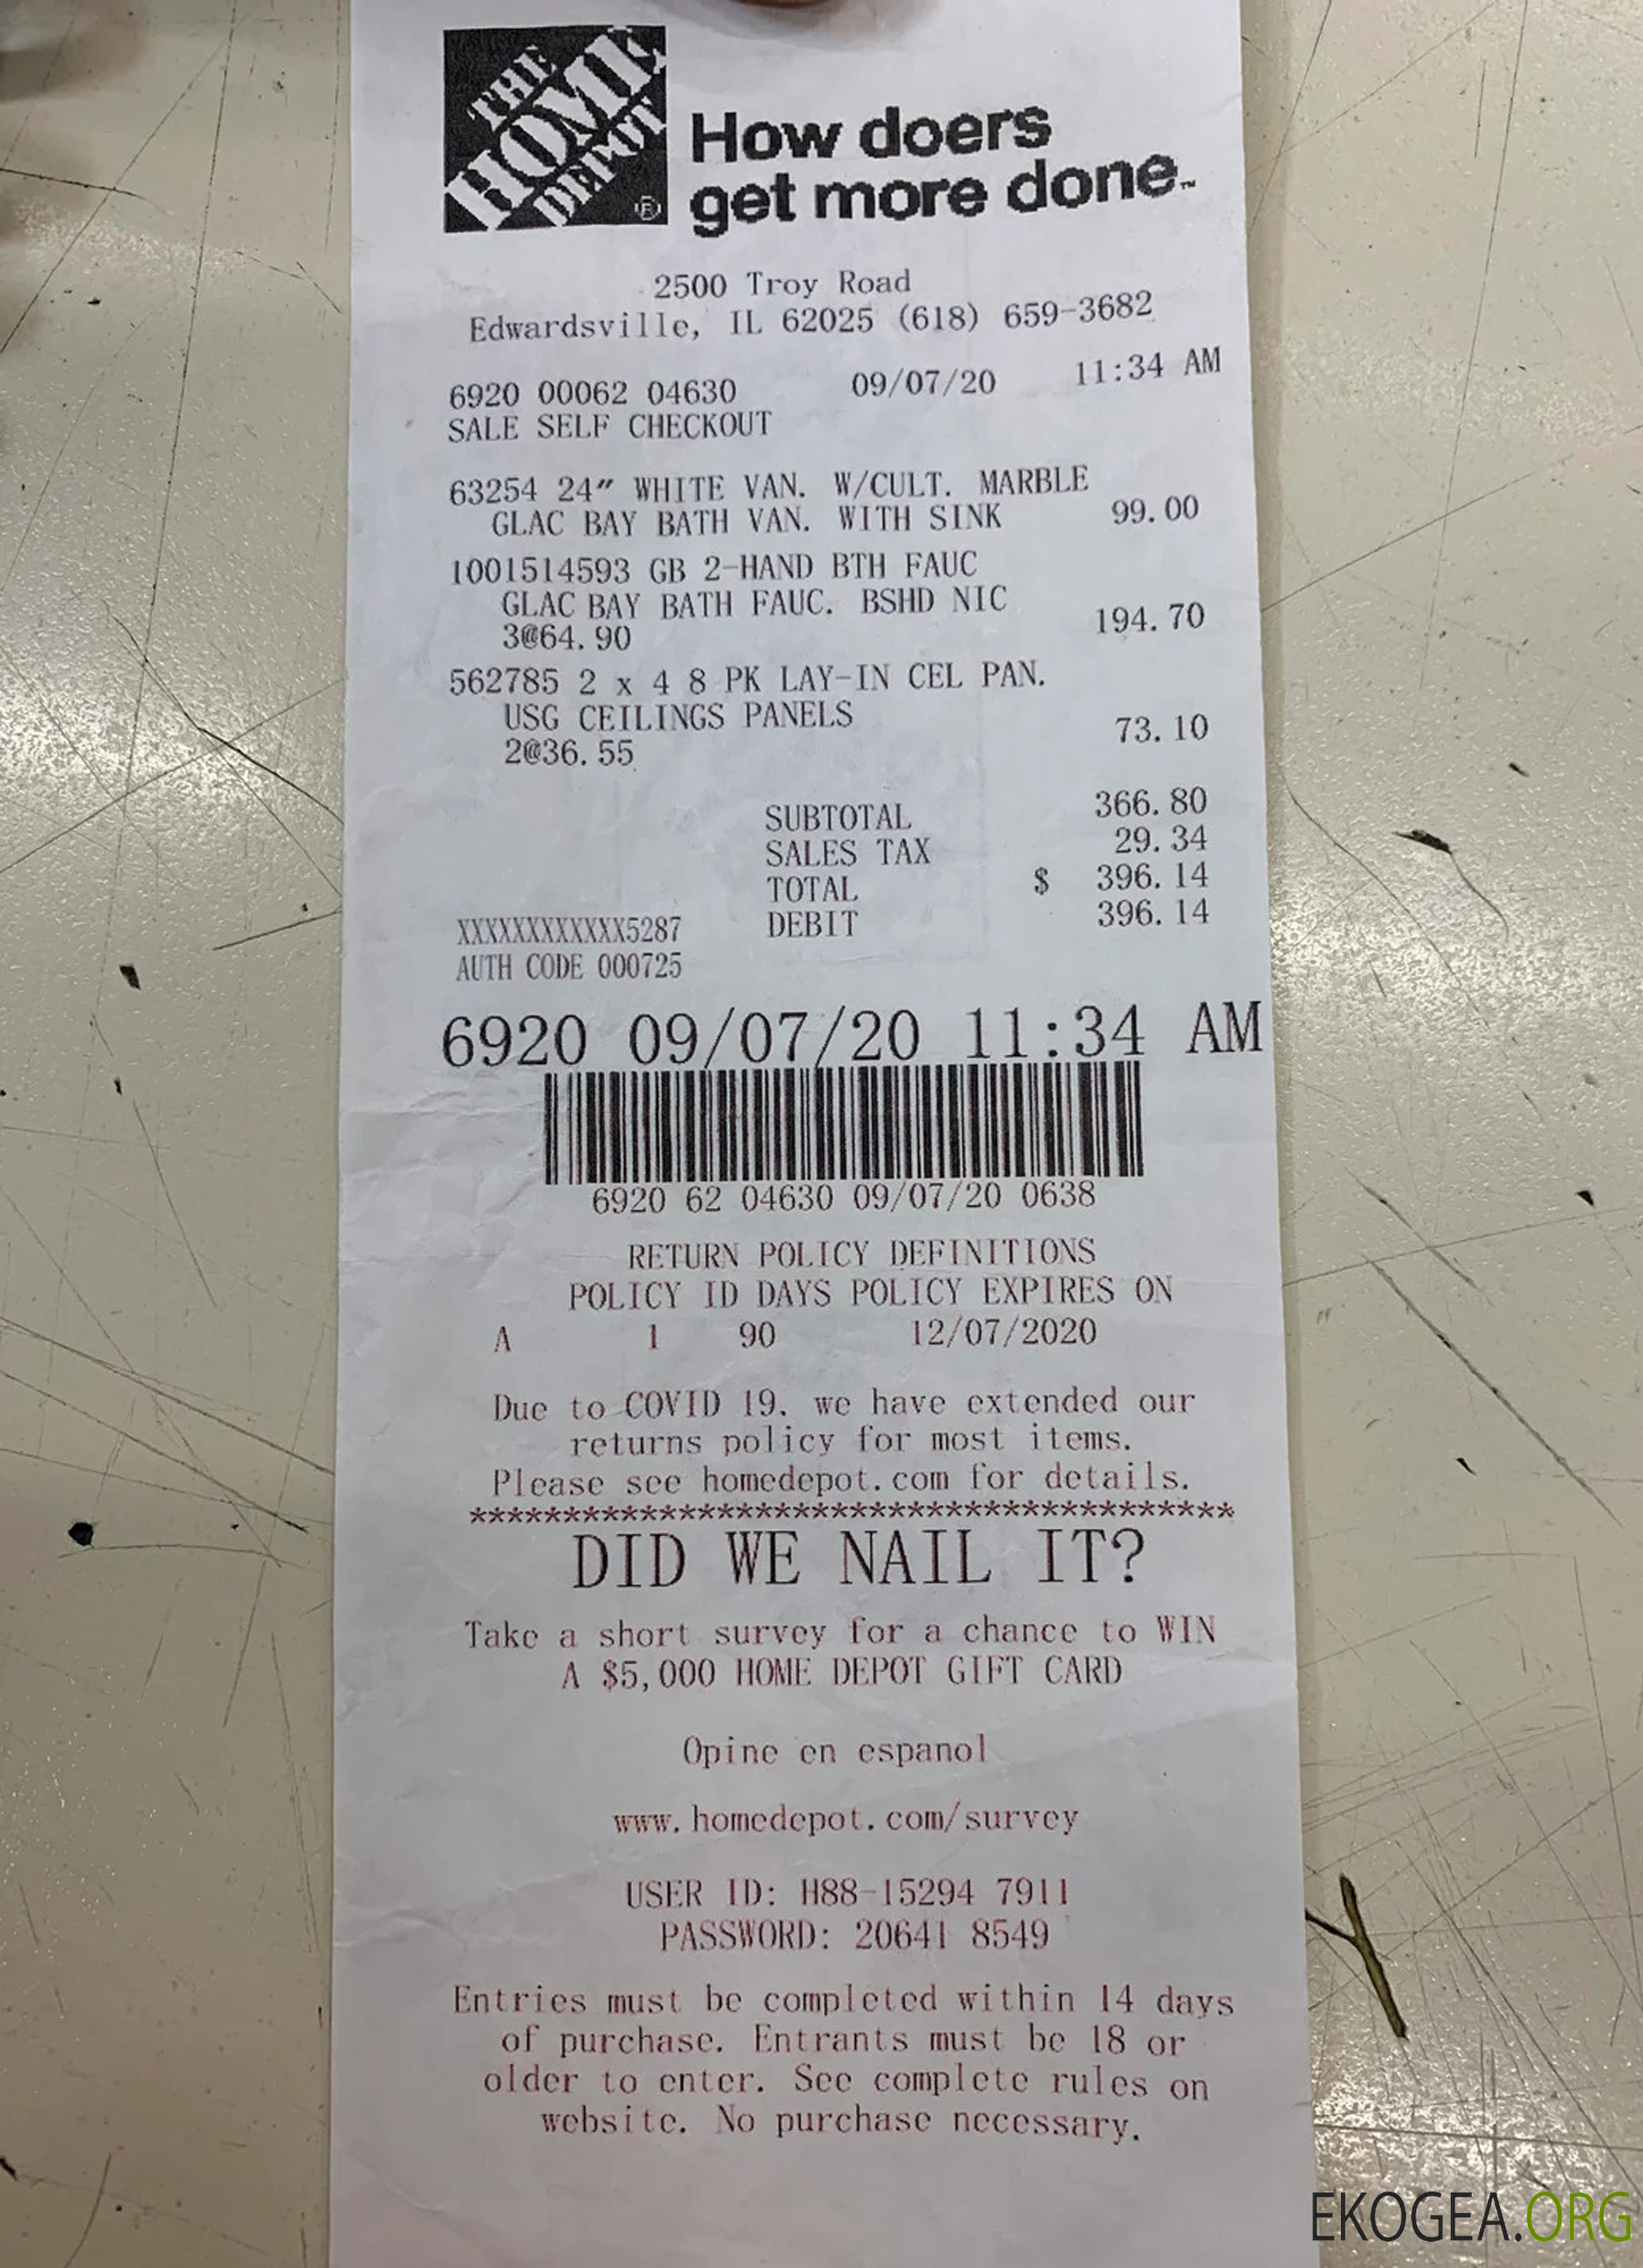 THE
HOME
DEPOT
How doers
get more done™
2500 Troy Road
Edwardsville, IL 62025 (618) 659-3682
6920 00062 04630 09/07/20 11:34 AM
SALE SELF CHECKOUT
63254 24" WHITE VAN. W/CULT. MARBLE
GLAC BAY BATH VAN. WITH SINK 99.00
1001514593 GB 2-HAND BTH FAUC
GLAC BAY BATH FAUC. BSHD NIC
3@64.90 194.70
562785 2 x 4 8 PK LAY-IN CEL PAN.
USG CEILINGS PANELS
2@36.55 73.10
SUBTOTAL 366.80
SALES TAX 29.34
TOTAL $ 396.14
XXXXXXXXXXXX5287 DEBIT 396.14
AUTH CODE 000725
6920 09/07/20 11:34 AM
6920 62 04630 09/07/20 0638
RETURN POLICY DEFINITIONS
POLICY ID DAYS POLICY EXPIRES ON
A 1 90 12/07/2020
Due to COVID 19. we have extended our
returns policy for most items.
Please see homedepot.com for details.
****************************************
DID WE NAIL IT?
Take a short survey for a chance to WIN
A $5,000 HOME DEPOT GIFT CARD
Opine en espanol
www.homedepot.com/survey
USER ID: H88-15294 7911
PASSWORD: 20641 8549
Entries must be completed within 14 days
of purchase. Entrants must be 18 or
older to enter. See complete rules on
website. No purchase necessary.
EKOGEA.ORG